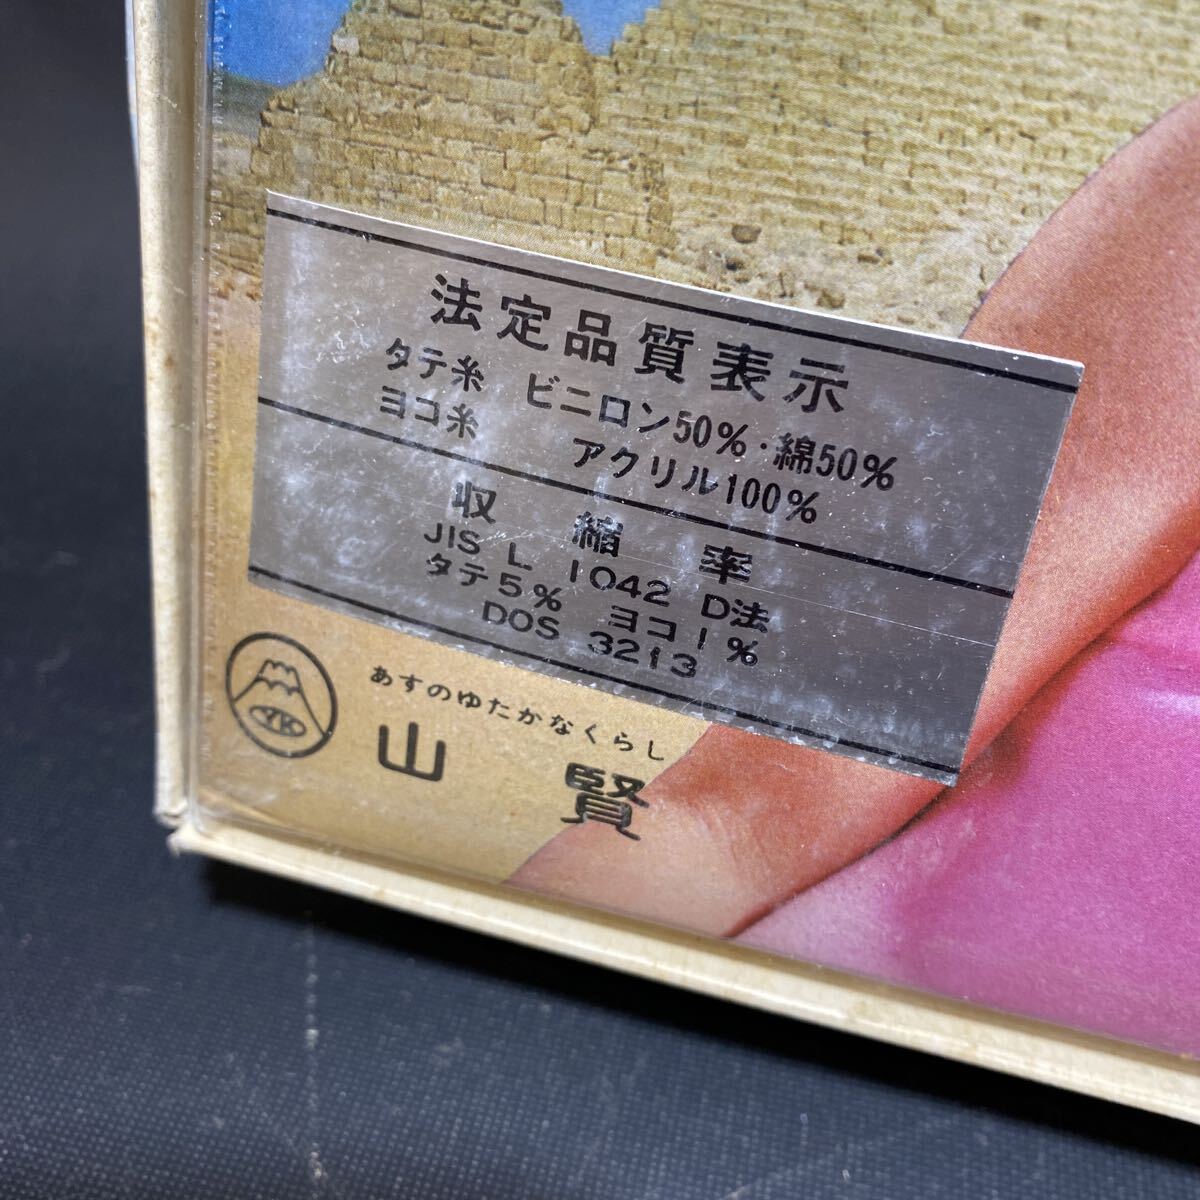 法定品質表示
タテ糸 ビニロン50%・綿50%
ヨコ糸 アクリル100%
収縮率
JIS L 1042 D法
タテ5% ヨコ1%
DOS 3213
YK
あすのゆたかなくらし
山賢